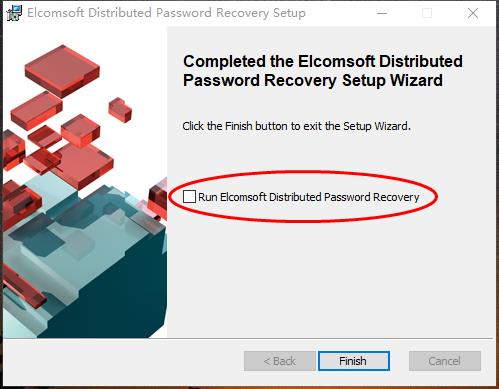 Elcomsoft Distributed Password Recovery Setup
Completed the Elcomsoft Distributed
Password Recovery Setup Wizard
Click the Finish button to exit the Setup Wizard.
Run Elcomsoft Distributed Password Recovery
< Back
Finish
Cancel